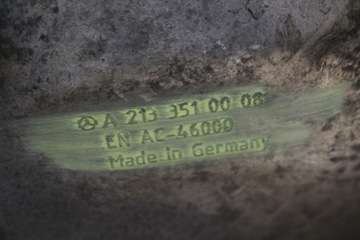 A 213 351 00 08
EN AC-46000
Made in Germany